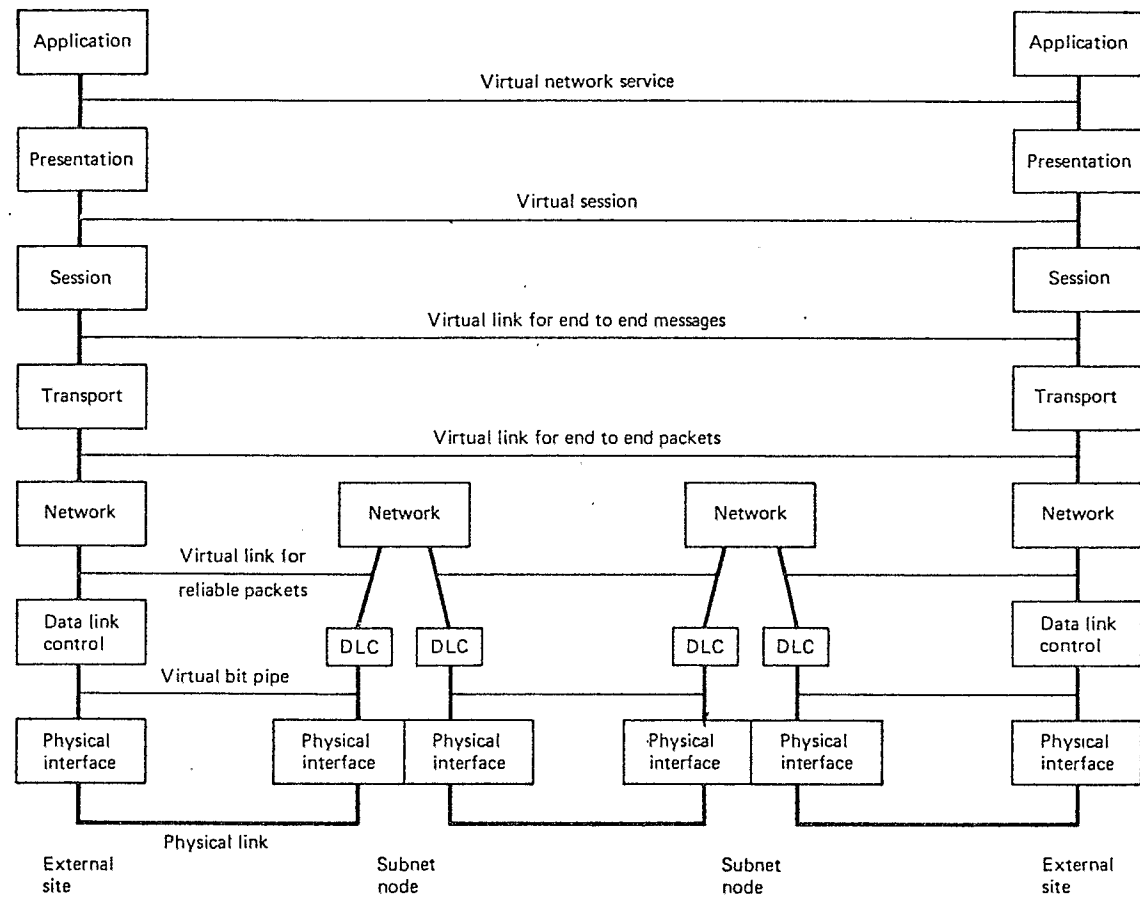 Application
Application
Virtual network service
Presentation
Presentation
Virtual session
Session
Session
Virtual link for end to end messages
Transport
Transport
Virtual link for end to end packets
Network
Network
Network
Network
Virtual link for
reliable packets
Data link
control
DLC
DLC
DLC
DLC
Data link
control
Virtual bit pipe
Physical
interface
Physical
interface
Physical
interface
Physical
interface
Physical
interface
Physical
interface
Physical link
External
site
Subnet
node
Subnet
node
External
site